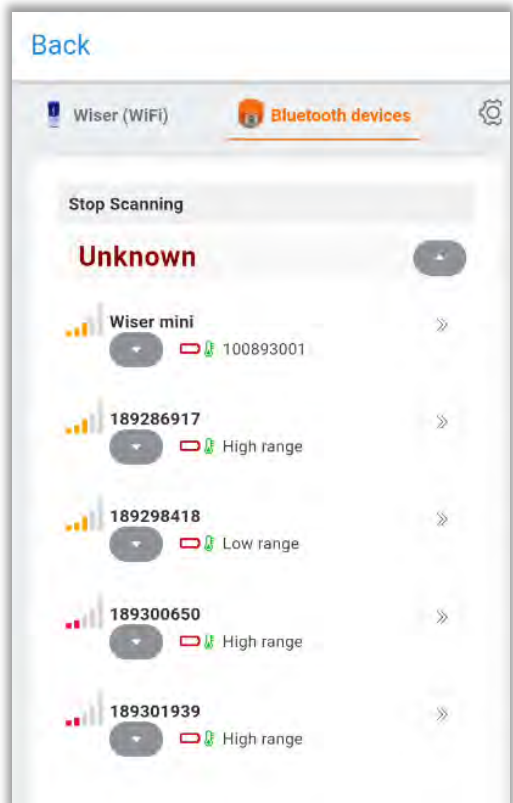 Back
Wiser (WiFi)
Bluetooth devices
Stop Scanning
Unknown
Wiser mini
100893001
189286917
High range
189298418
Low range
189300650
High range
189301939
High range